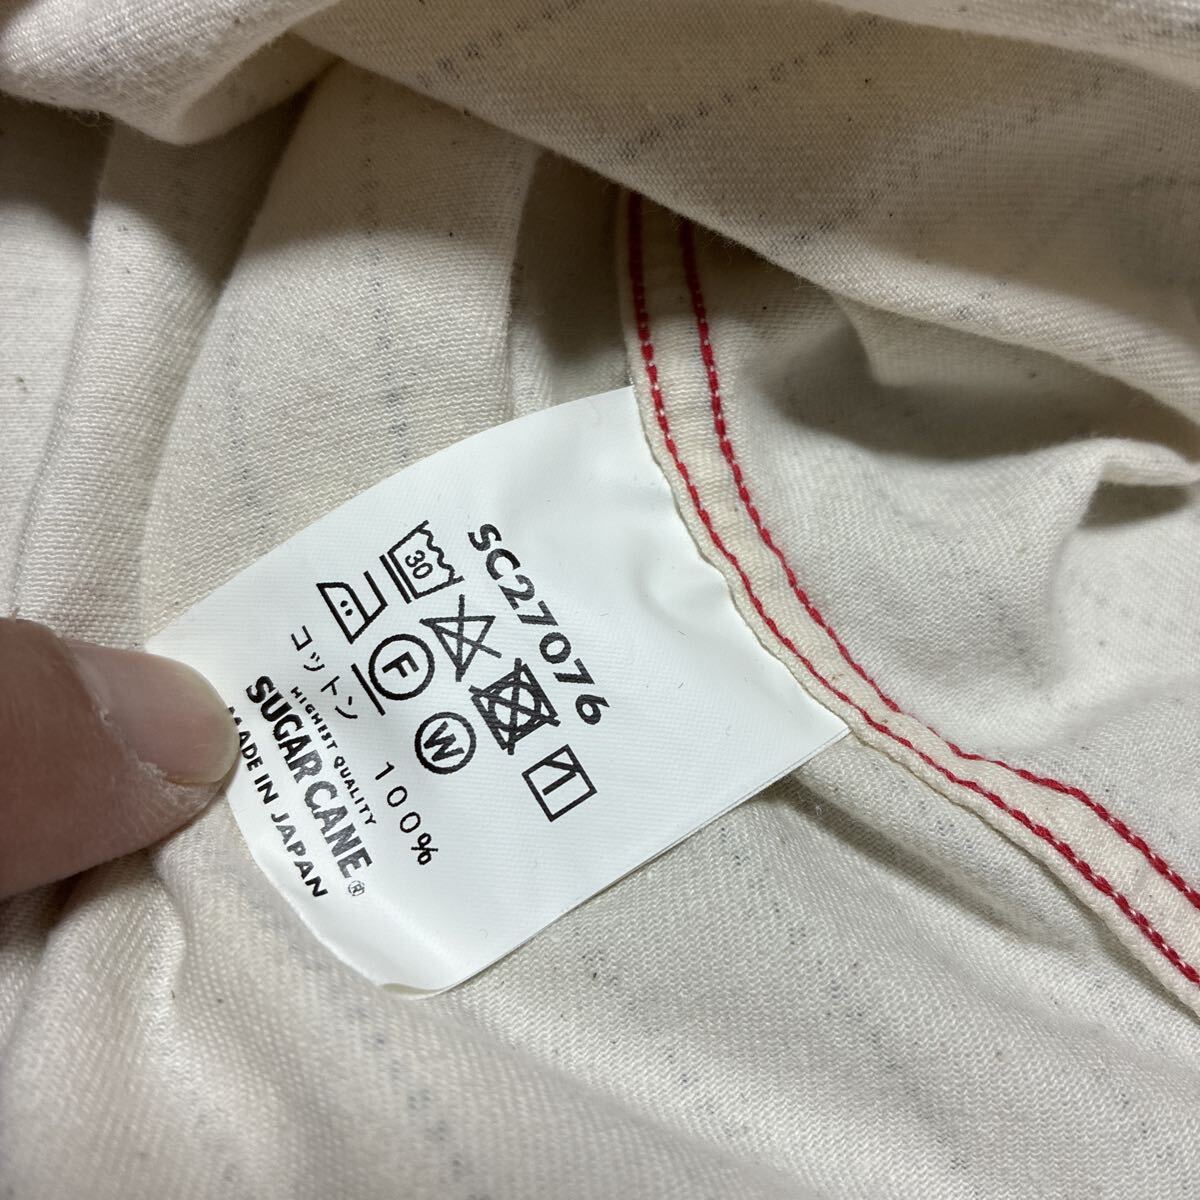 SC27076
30
F W
コットン 100%
HIGHEST QUALITY
SUGAR CANE®
MADE IN JAPAN